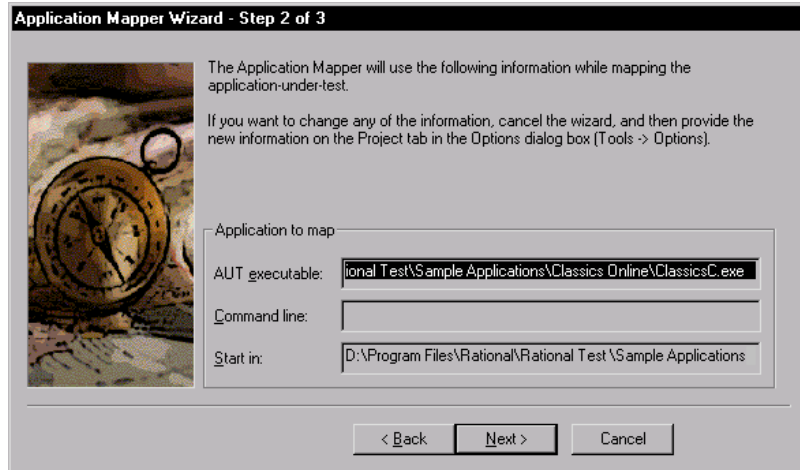 Application Mapper Wizard - Step 2 of 3
The Application Mapper will use the following information while mapping the
application-under-test.
If you want to change any of the information, cancel the wizard, and then provide the
new information on the Project tab in the Options dialog box (Tools -> Options).
Application to map
AUT executable: ional Test\Sample Applications\Classics Online\ClassicsC.exe
Command line:
Start in: D:\Program Files\Rational\Rational Test \Sample Applications
< Back Next > Cancel